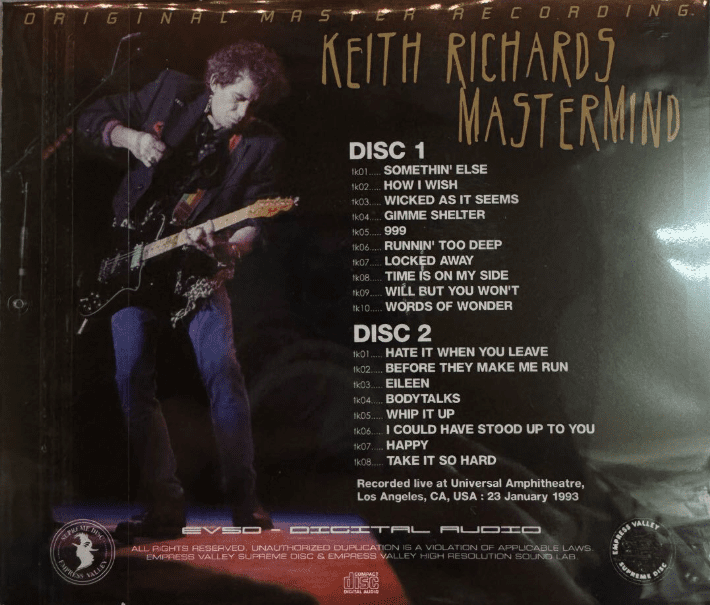 ORIGINAL MASTER RECORDING
KEITH RICHARDS
MASTERMIND
DISC 1
tk01..... SOMETHIN' ELSE
tk02..... HOW I WISH
tk03..... WICKED AS IT SEEMS
tk04..... GIMME SHELTER
tk05..... 999
tk06..... RUNNIN' TOO DEEP
tk07..... LOCKED AWAY
tk08..... TIME IS ON MY SIDE
tk09..... WILL BUT YOU WON'T
tk10..... WORDS OF WONDER
DISC 2
tk01..... HATE IT WHEN YOU LEAVE
tk02..... BEFORE THEY MAKE ME RUN
tk03..... EILEEN
tk04..... BODYTALKS
tk05..... WHIP IT UP
tk06..... I COULD HAVE STOOD UP TO YOU
tk07..... HAPPY
tk08..... TAKE IT SO HARD
Recorded live at Universal Amphitheatre,
Los Angeles, CA, USA : 23 January 1993
EVSD - DIGITAL AUDIO
ALL RIGHTS RESERVED. UNAUTHORIZED DUPLICATION IS A VIOLATION OF APPLICABLE LAWS.
EMPRESS VALLEY SUPREME DISC & EMPRESS VALLEY HIGH RESOLUTION SOUND LAB.
SUPREME DISC
EMPRESS VALLEY
COMPACT
disc
DIGITAL AUDIO
EMPRESS VALLEY
SUPREME DISC